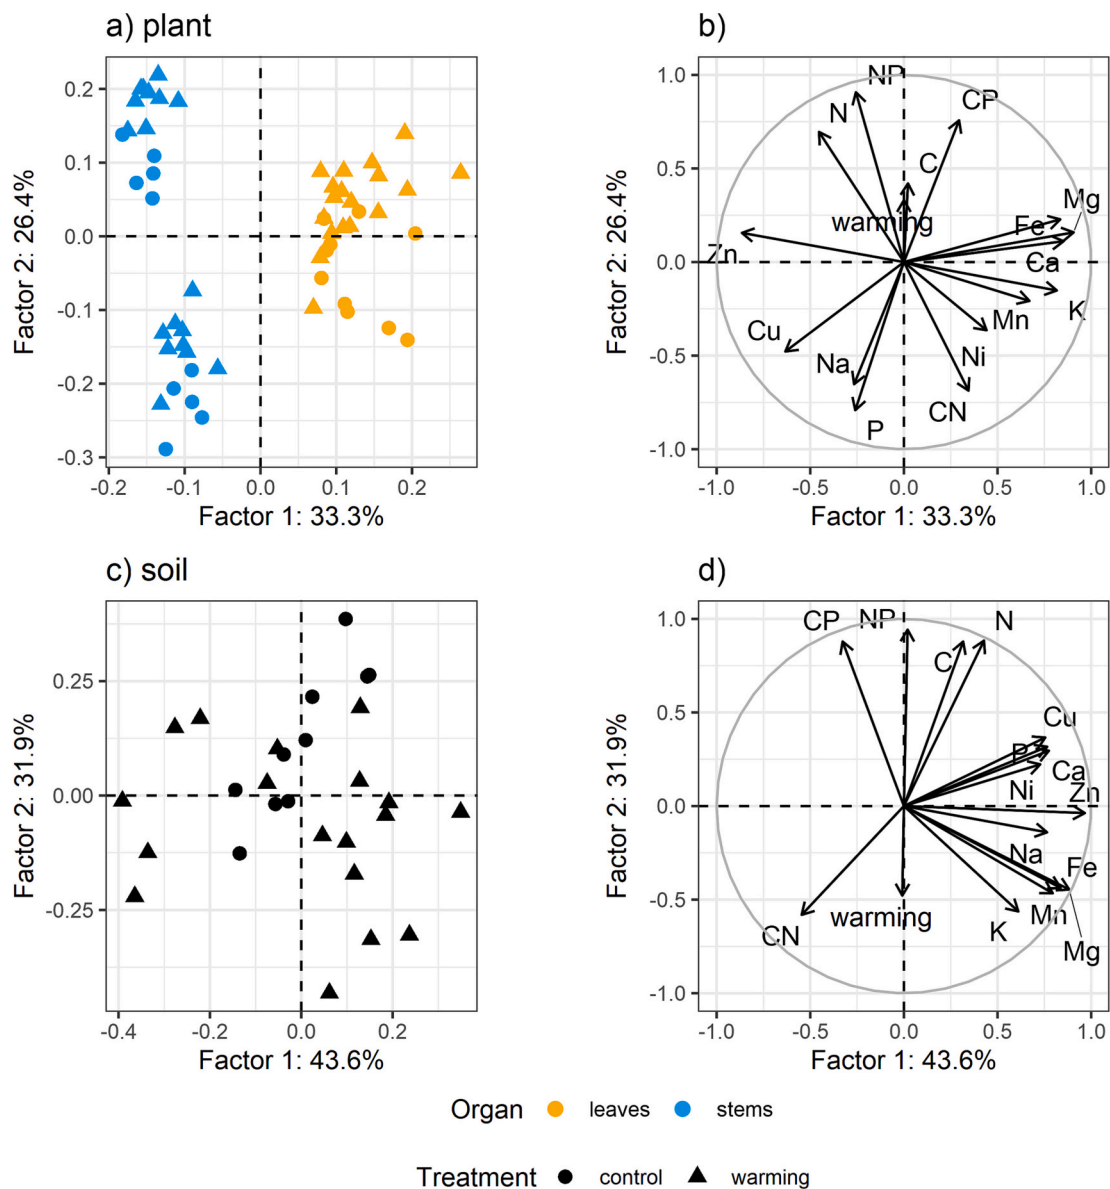 a) plant
b)
Factor 2: 26.4%
0.2
0.1
0.0
-0.1
-0.2
-0.3
-0.2
-0.1
0.0
0.1
0.2
Factor 1: 33.3%
Factor 2: 26.4%
1.0
0.5
0.0
-0.5
-1.0
NP
CP
N
C
Mg
warming
Fe
Zn
Ca
K
Mn
Cu
Ni
Na
CN
P
-1.0
-0.5
0.0
0.5
1.0
Factor 1: 33.3%
c) soil
d)
Factor 2: 31.9%
0.25
0.00
-0.25
-0.4
-0.2
0.0
0.2
Factor 1: 43.6%
Factor 2: 31.9%
1.0
0.5
0.0
-0.5
-1.0
CP
NP
N
C
Cu
P
Ca
Ni
Zn
Na
Fe
warming
Mn
K
CN
Mg
-1.0
-0.5
0.0
0.5
1.0
Factor 1: 43.6%
Organ
leaves
stems
Treatment
control
warming